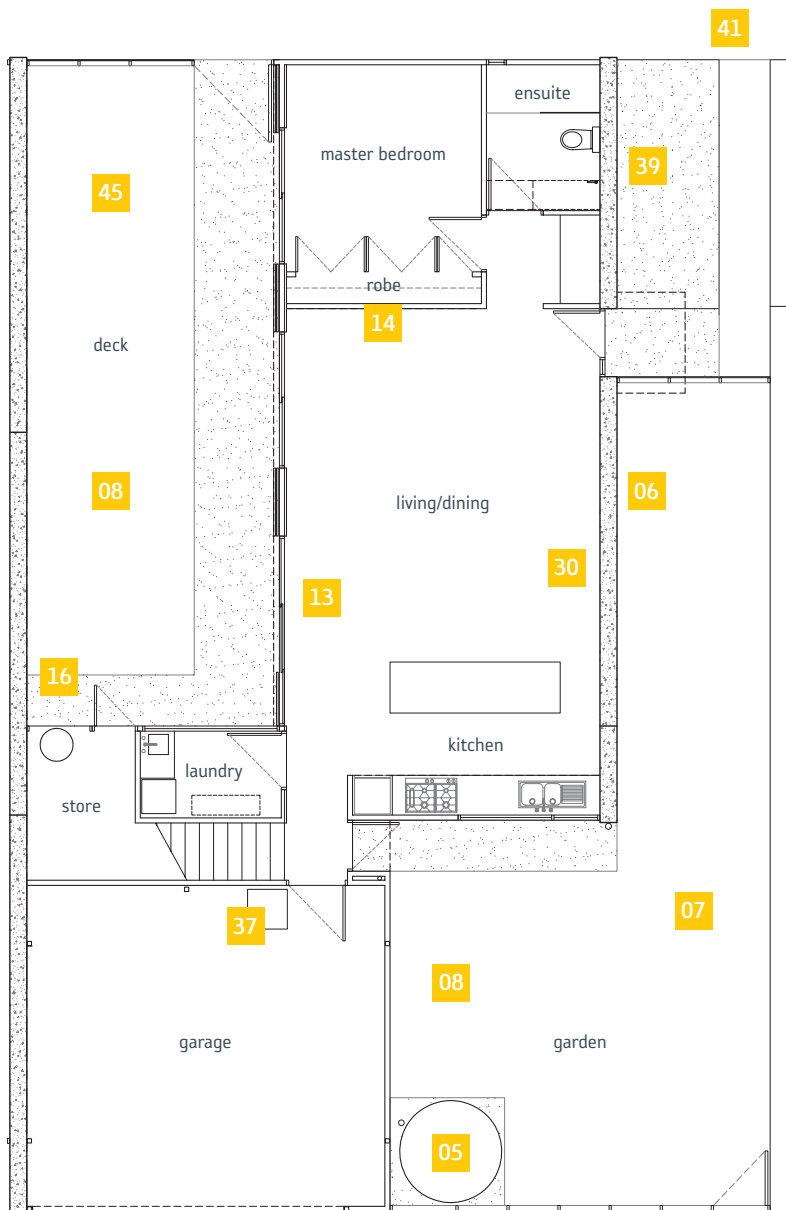 41
ensuite
master bedroom
39
45
robe
14
deck
08
living/dining
06
30
13
16
kitchen
laundry
store
07
37
08
garage
garden
05